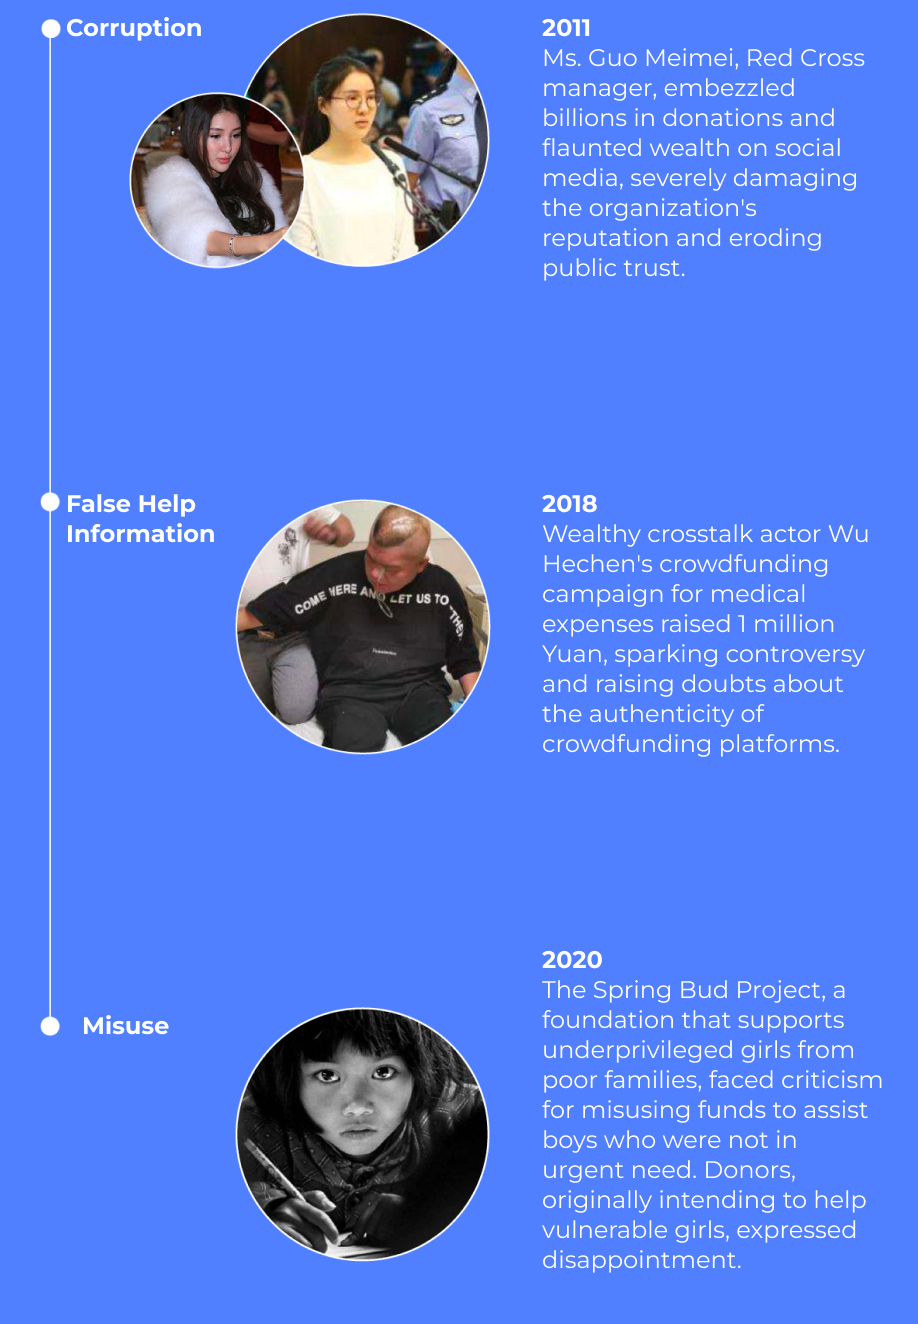 Corruption
2011
Ms. Guo Meimei, Red Cross
manager, embezzled
billions in donations and
flaunted wealth on social
media, severely damaging
the organization's
reputation and eroding
public trust.
False Help
Information
2018
Wealthy crosstalk actor Wu
Hechen's crowdfunding
campaign for medical
expenses raised 1 million
Yuan, sparking controversy
and raising doubts about
the authenticity of
crowdfunding platforms.
COME HERE AND LET US TO
Misuse
2020
The Spring Bud Project, a
foundation that supports
underprivileged girls from
poor families, faced criticism
for misusing funds to assist
boys who were not in
urgent need. Donors,
originally intending to help
vulnerable girls, expressed
disappointment.